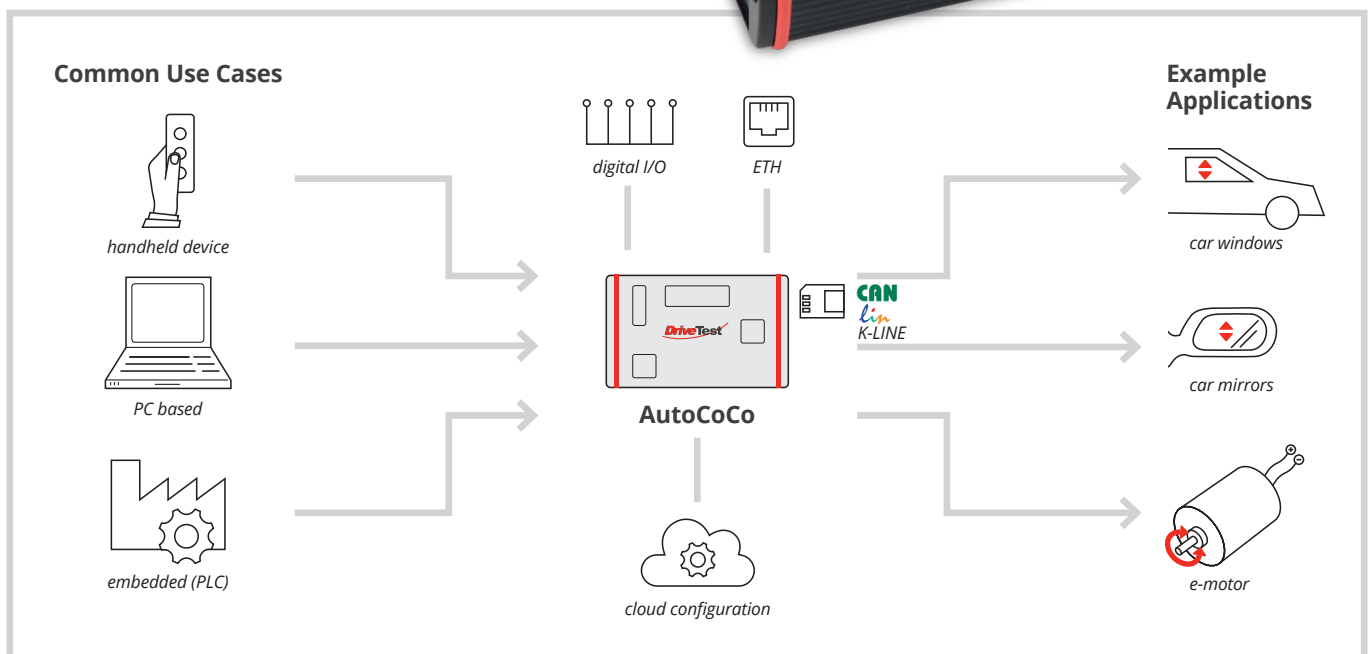 Common Use Cases
handheld device
PC based
embedded (PLC)
digital I/O
ETH
DriveTest
CAN
lin
K-LINE
AutoCoCo
cloud configuration
Example
Applications
car windows
car mirrors
e-motor